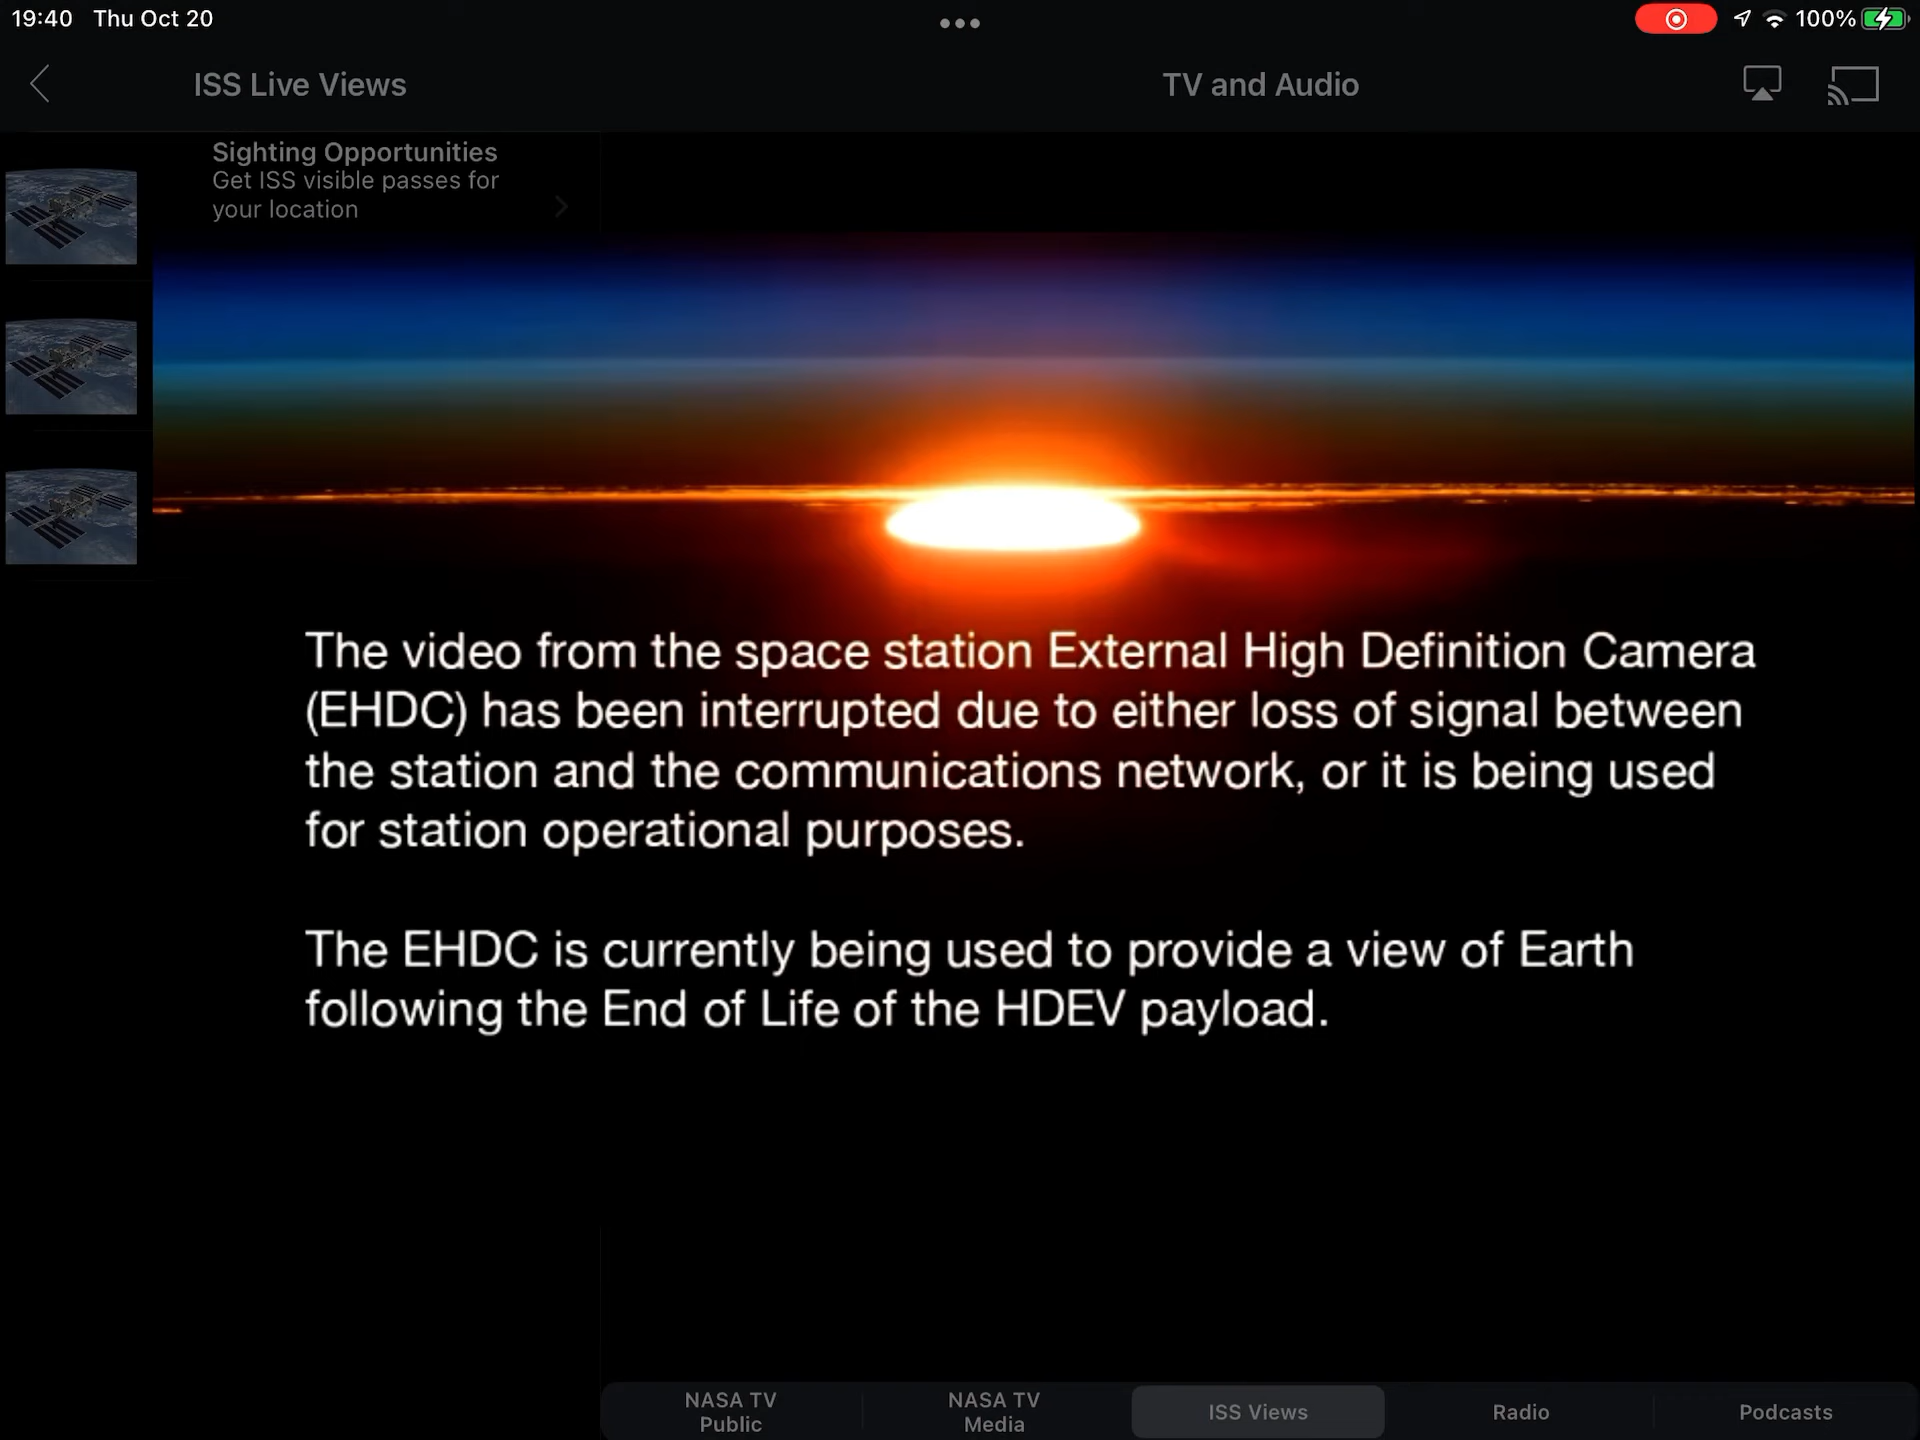 19:40 Thu Oct 20
100%
ISS Live Views
TV and Audio
Sighting Opportunities
Get ISS visible passes for
your location
The video from the space station External High Definition Camera
(EHDC) has been interrupted due to either loss of signal between
the station and the communications network, or it is being used
for station operational purposes.
The EHDC is currently being used to provide a view of Earth
following the End of Life of the HDEV payload.
NASA TV
Public
NASA TV
Media
ISS Views
Radio
Podcasts